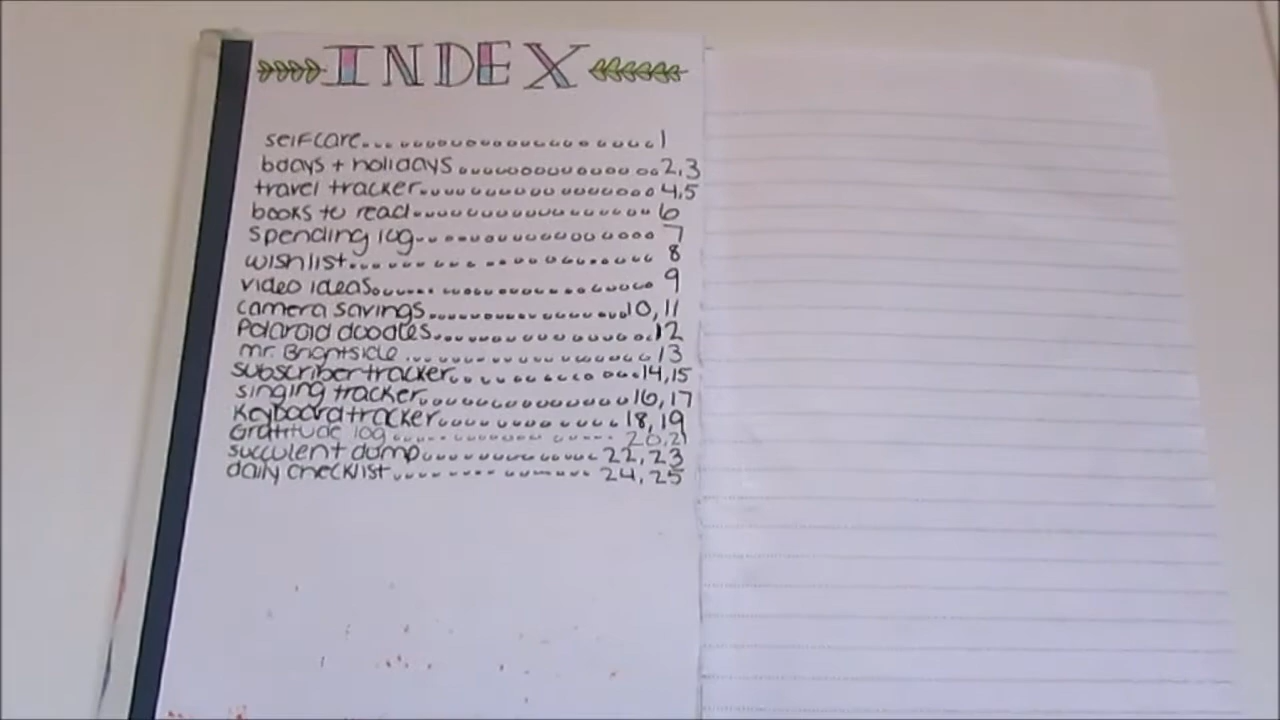 INDEX
selfcare.......................1
bdays + holidays...................2,3
travel tracker......................4,5
books to read.....................6
spending log.....................7
wishlist........................8
video ideas.......................9
camera savings..................10,11
Polaroid doodles.................12
mr. Brightside....................13
subscriber tracker................14,15
singing tracker.................16,17
Keyboard tracker................18,19
Gratitude log..................20,21
succulent dump................22,23
daily checklist.................24,25